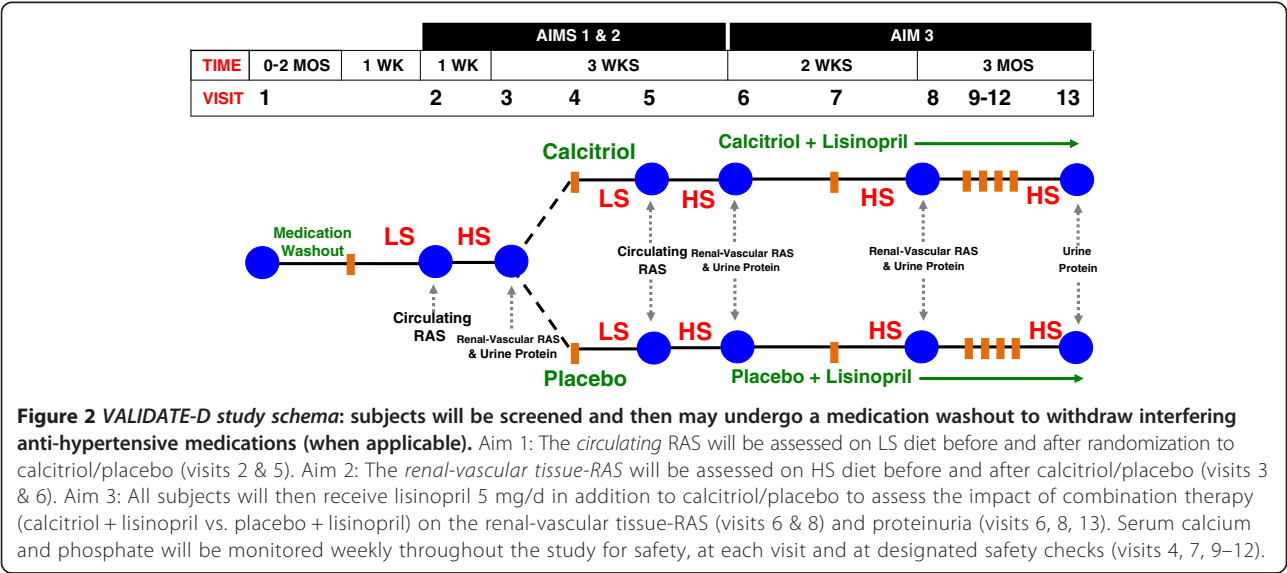 AIMS 1 & 2 AIM 3
TIME 0-2 MOS 1 WK 1 WK 3 WKS 2 WKS 3 MOS
VISIT 1 2 3 4 5 6 7 8 9-12 13
Calcitriol Calcitriol + Lisinopril
LS HS HS HS
Medication
Washout
LS HS
Circulating
RAS
Renal-Vascular RAS
& Urine Protein
Renal-Vascular RAS
& Urine Protein
Urine
Protein
Circulating
RAS
Renal-Vascular RAS
& Urine Protein
LS HS HS HS
Placebo Placebo + Lisinopril
Figure 2 VALIDATE-D study schema: subjects will be screened and then may undergo a medication washout to withdraw interfering
anti-hypertensive medications (when applicable). Aim 1: The circulating RAS will be assessed on LS diet before and after randomization to
calcitriol/placebo (visits 2 & 5). Aim 2: The renal-vascular tissue-RAS will be assessed on HS diet before and after calcitriol/placebo (visits 3
& 6). Aim 3: All subjects will then receive lisinopril 5 mg/d in addition to calcitriol/placebo to assess the impact of combination therapy
(calcitriol + lisinopril vs. placebo + lisinopril) on the renal-vascular tissue-RAS (visits 6 & 8) and proteinuria (visits 6, 8, 13). Serum calcium
and phosphate will be monitored weekly throughout the study for safety, at each visit and at designated safety checks (visits 4, 7, 9–12).